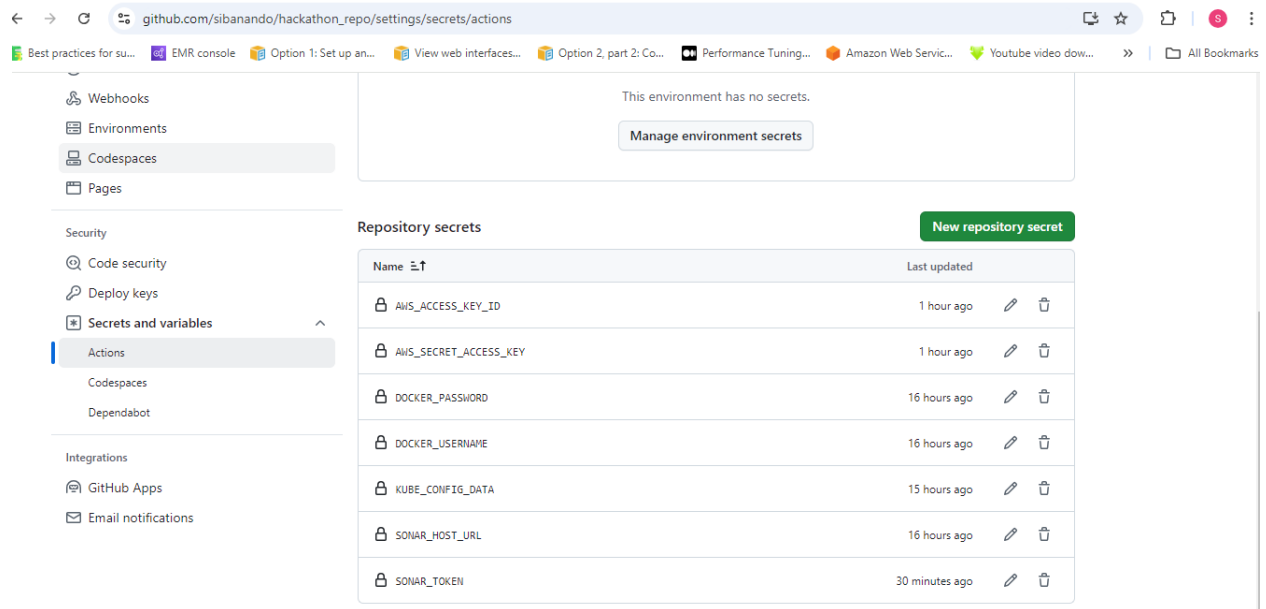 github.com/sibanando/hackathon_repo/settings/secrets/actions
S
Best practices for su... EMR console Option 1: Set up an... View web interfaces... Option 2, part 2: Co... Performance Tuning... Amazon Web Servic... Youtube video dow... » All Bookmarks
Webhooks
Environments
Codespaces
Pages
Security
Code security
Deploy keys
Secrets and variables
Actions
Codespaces
Dependabot
Integrations
GitHub Apps
Email notifications
This environment has no secrets.
Manage environment secrets
Repository secrets New repository secret
Name Last updated
AWS_ACCESS_KEY_ID 1 hour ago
AWS_SECRET_ACCESS_KEY 1 hour ago
DOCKER_PASSWORD 16 hours ago
DOCKER_USERNAME 16 hours ago
KUBE_CONFIG_DATA 15 hours ago
SONAR_HOST_URL 16 hours ago
SONAR_TOKEN 30 minutes ago